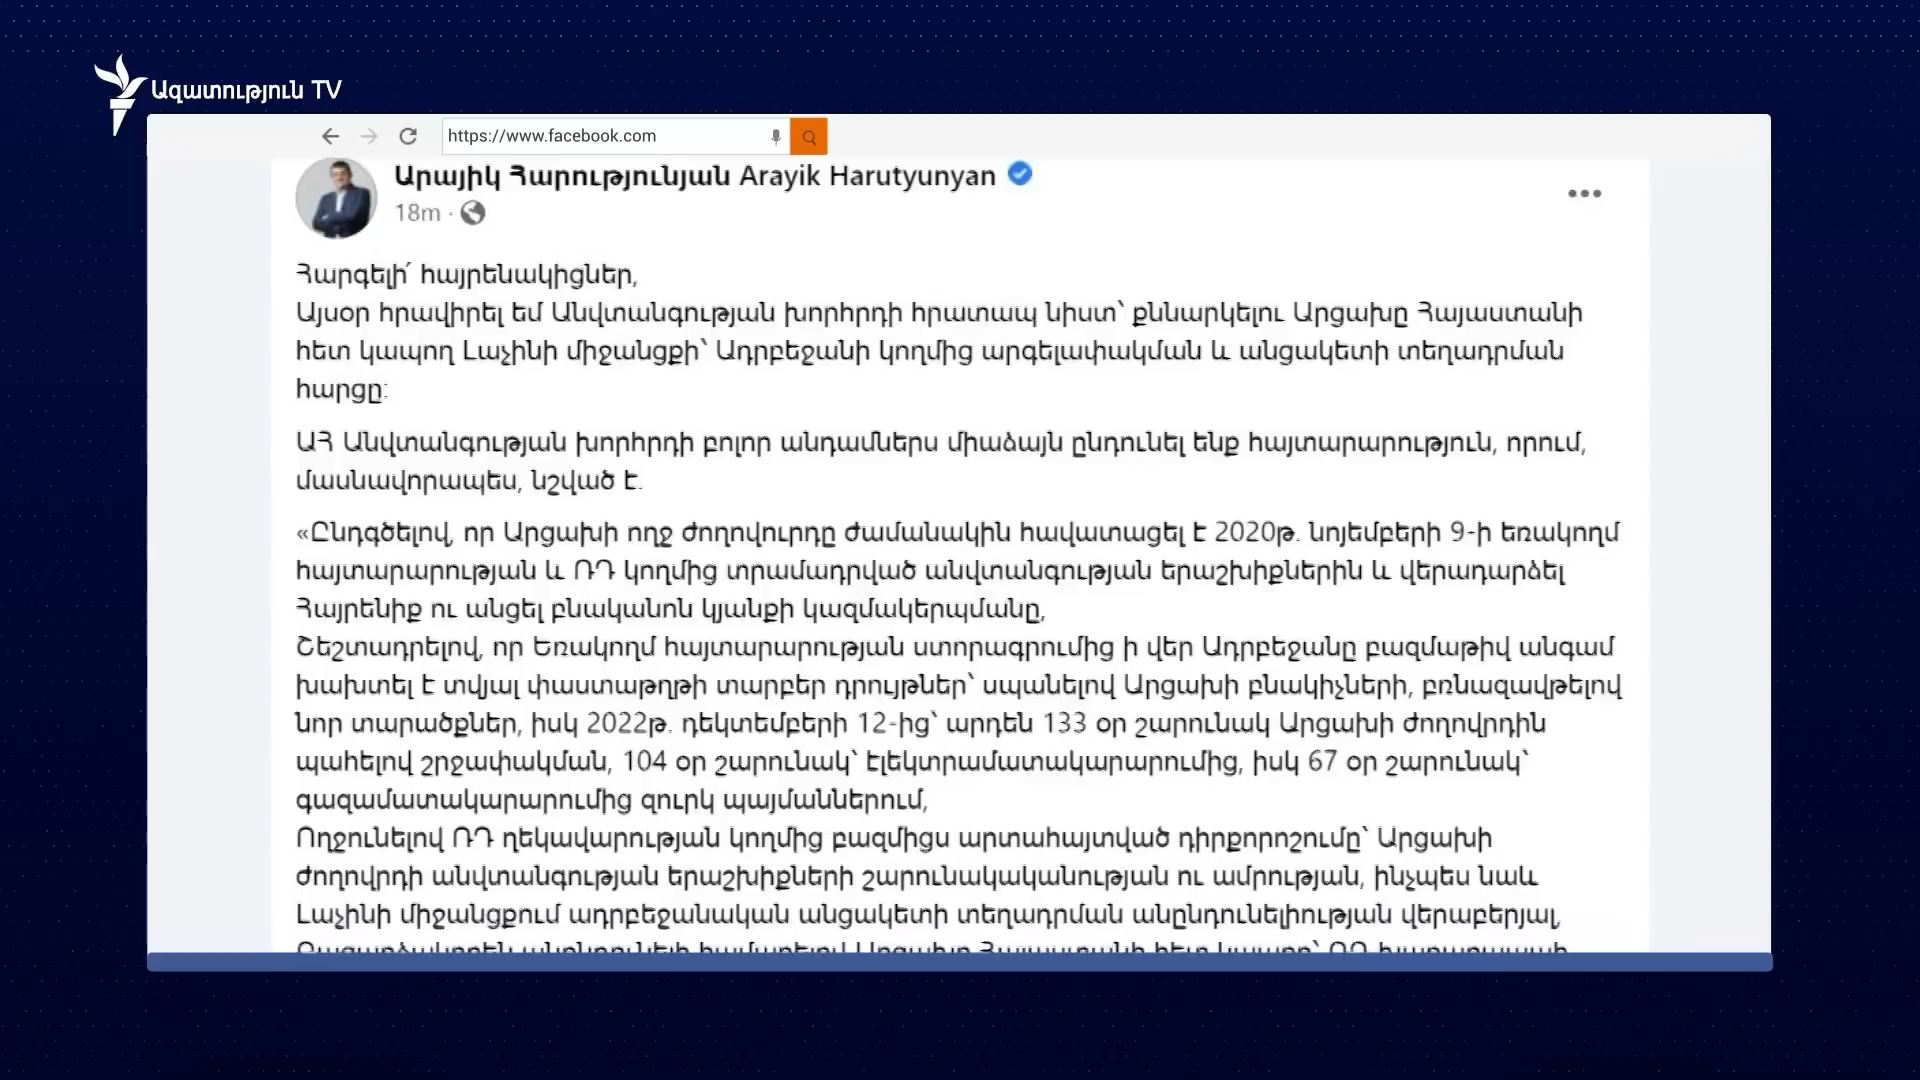 Ազատություն TV
https://www.facebook.com
Արայիկ Հարությունյան Arayik Harutyunyan
18m ·
Հարգելի՛ հայրենակիցներ,
Այսօր հրավիրել եմ Անվտանգության խորհրդի հրատապ նիստ՝ քննարկելու Արցախը Հայաստանի
հետ կապող Լաչինի միջանցքի՝ Ադրբեջանի կողմից արգելափակման և անցակետի տեղադրման
հարցը:
ԱՀ Անվտանգության խորհրդի բոլոր անդամներս միաձայն ընդունել ենք հայտարարություն, որում,
մասնավորապես, նշված է.
«Ընդգծելով, որ Արցախի ողջ ժողովուրդը ժամանակին հավատացել է 2020թ. նոյեմբերի 9-ի եռակողմ
հայտարարության և ՌԴ կողմից տրամադրված անվտանգության երաշխիքներին և վերադարձել
Հայրենիք ու անցել բնականոն կյանքի կազմակերպմանը,
Շեշտադրելով, որ Եռակողմ հայտարարության ստորագրումից ի վեր Ադրբեջանը բազմաթիվ անգամ
խախտել է տվյալ փաստաթղթի տարբեր դրույթներ՝ սպանելով Արցախի բնակիչների, բռնազավթելով
նոր տարածքներ, իսկ 2022թ. դեկտեմբերի 12-ից՝ արդեն 133 օր շարունակ Արցախի ժողովրդին
պահելով շրջափակման, 104 օր շարունակ՝ էլեկտրամատակարարումից, իսկ 67 օր շարունակ՝
գազամատակարարումից զուրկ պայմաններում,
Ողջունելով ՌԴ ղեկավարության կողմից բազմիցս արտահայտված դիրքորոշումը՝ Արցախի
ժողովրդի անվտանգության երաշխիքների շարունակականության ու ամրության, ինչպես նաև
Լաչինի միջանցքում ադրբեջանական անցակետի տեղադրման անընդունելիության վերաբերյալ,